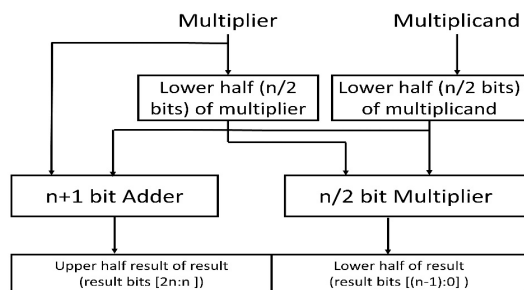 Multiplier
Multiplicand
Lower half (n/2
bits) of multiplier
Lower half (n/2 bits)
of multiplicand
n+1 bit Adder
n/2 bit Multiplier
Upper half result of result
(result bits [2n:n ])
Lower half of result
(result bits [(n-1):0] )